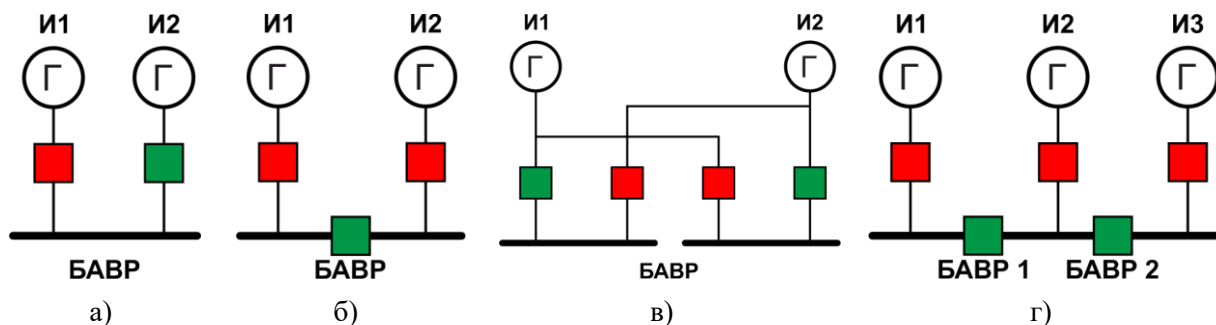 И1 И2
Г Г
БАВР
а)
И1 И2
Г Г
БАВР
б)
И1 И2
Г Г
БАВР
в)
И1 И2 И3
Г Г Г
БАВР 1 БАВР 2
г)